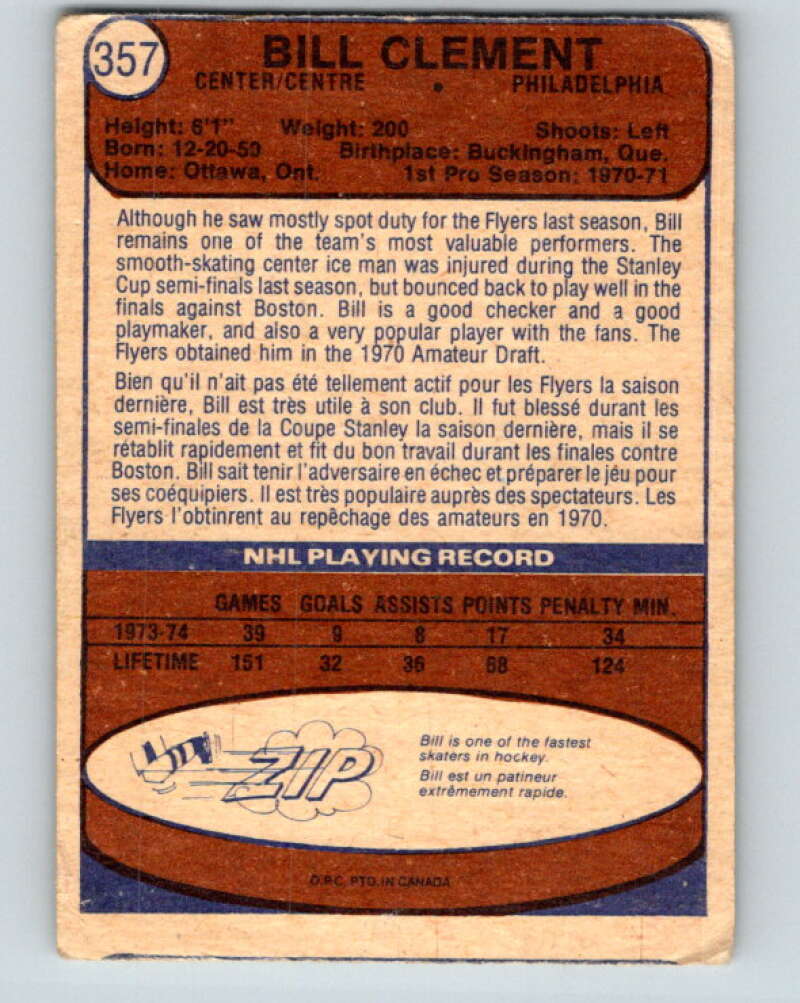 357
BILL CLEMENT
CENTER/CENTRE • PHILADELPHIA
Height: 6'1" Weight: 200 Shoots: Left
Born: 12-20-50 Birthplace: Buckingham, Que.
Home: Ottawa, Ont. 1st Pro Season: 1970-71
Although he saw mostly spot duty for the Flyers last season, Bill
remains one of the team's most valuable performers. The
smooth-skating center ice man was injured during the Stanley
Cup semi-finals last season, but bounced back to play well in the
finals against Boston. Bill is a good checker and a good
playmaker, and also a very popular player with the fans. The
Flyers obtained him in the 1970 Amateur Draft.
Bien qu'il n'ait pas été tellement actif pour les Flyers la saison
dernière, Bill est très utile à son club. Il fut blessé durant les
semi-finales de la Coupe Stanley la saison dernière, mais il se
rétablit rapidement et fit du bon travail durant les finales contre
Boston. Bill sait tenir l'adversaire en échec et préparer le jéu pour
ses coéquipiers. Il est très populaire auprès des spectateurs. Les
Flyers l'obtinrent au repêchage des amateurs en 1970.
NHL PLAYING RECORD
GAMES GOALS ASSISTS POINTS PENALTY MIN.
1973-74 39 9 8 17 34
LIFETIME 151 32 36 68 124
ZIP
Bill is one of the fastest
skaters in hockey.
Bill est un patineur
extrêmement rapide.
O.P.C. PTD. IN CANADA